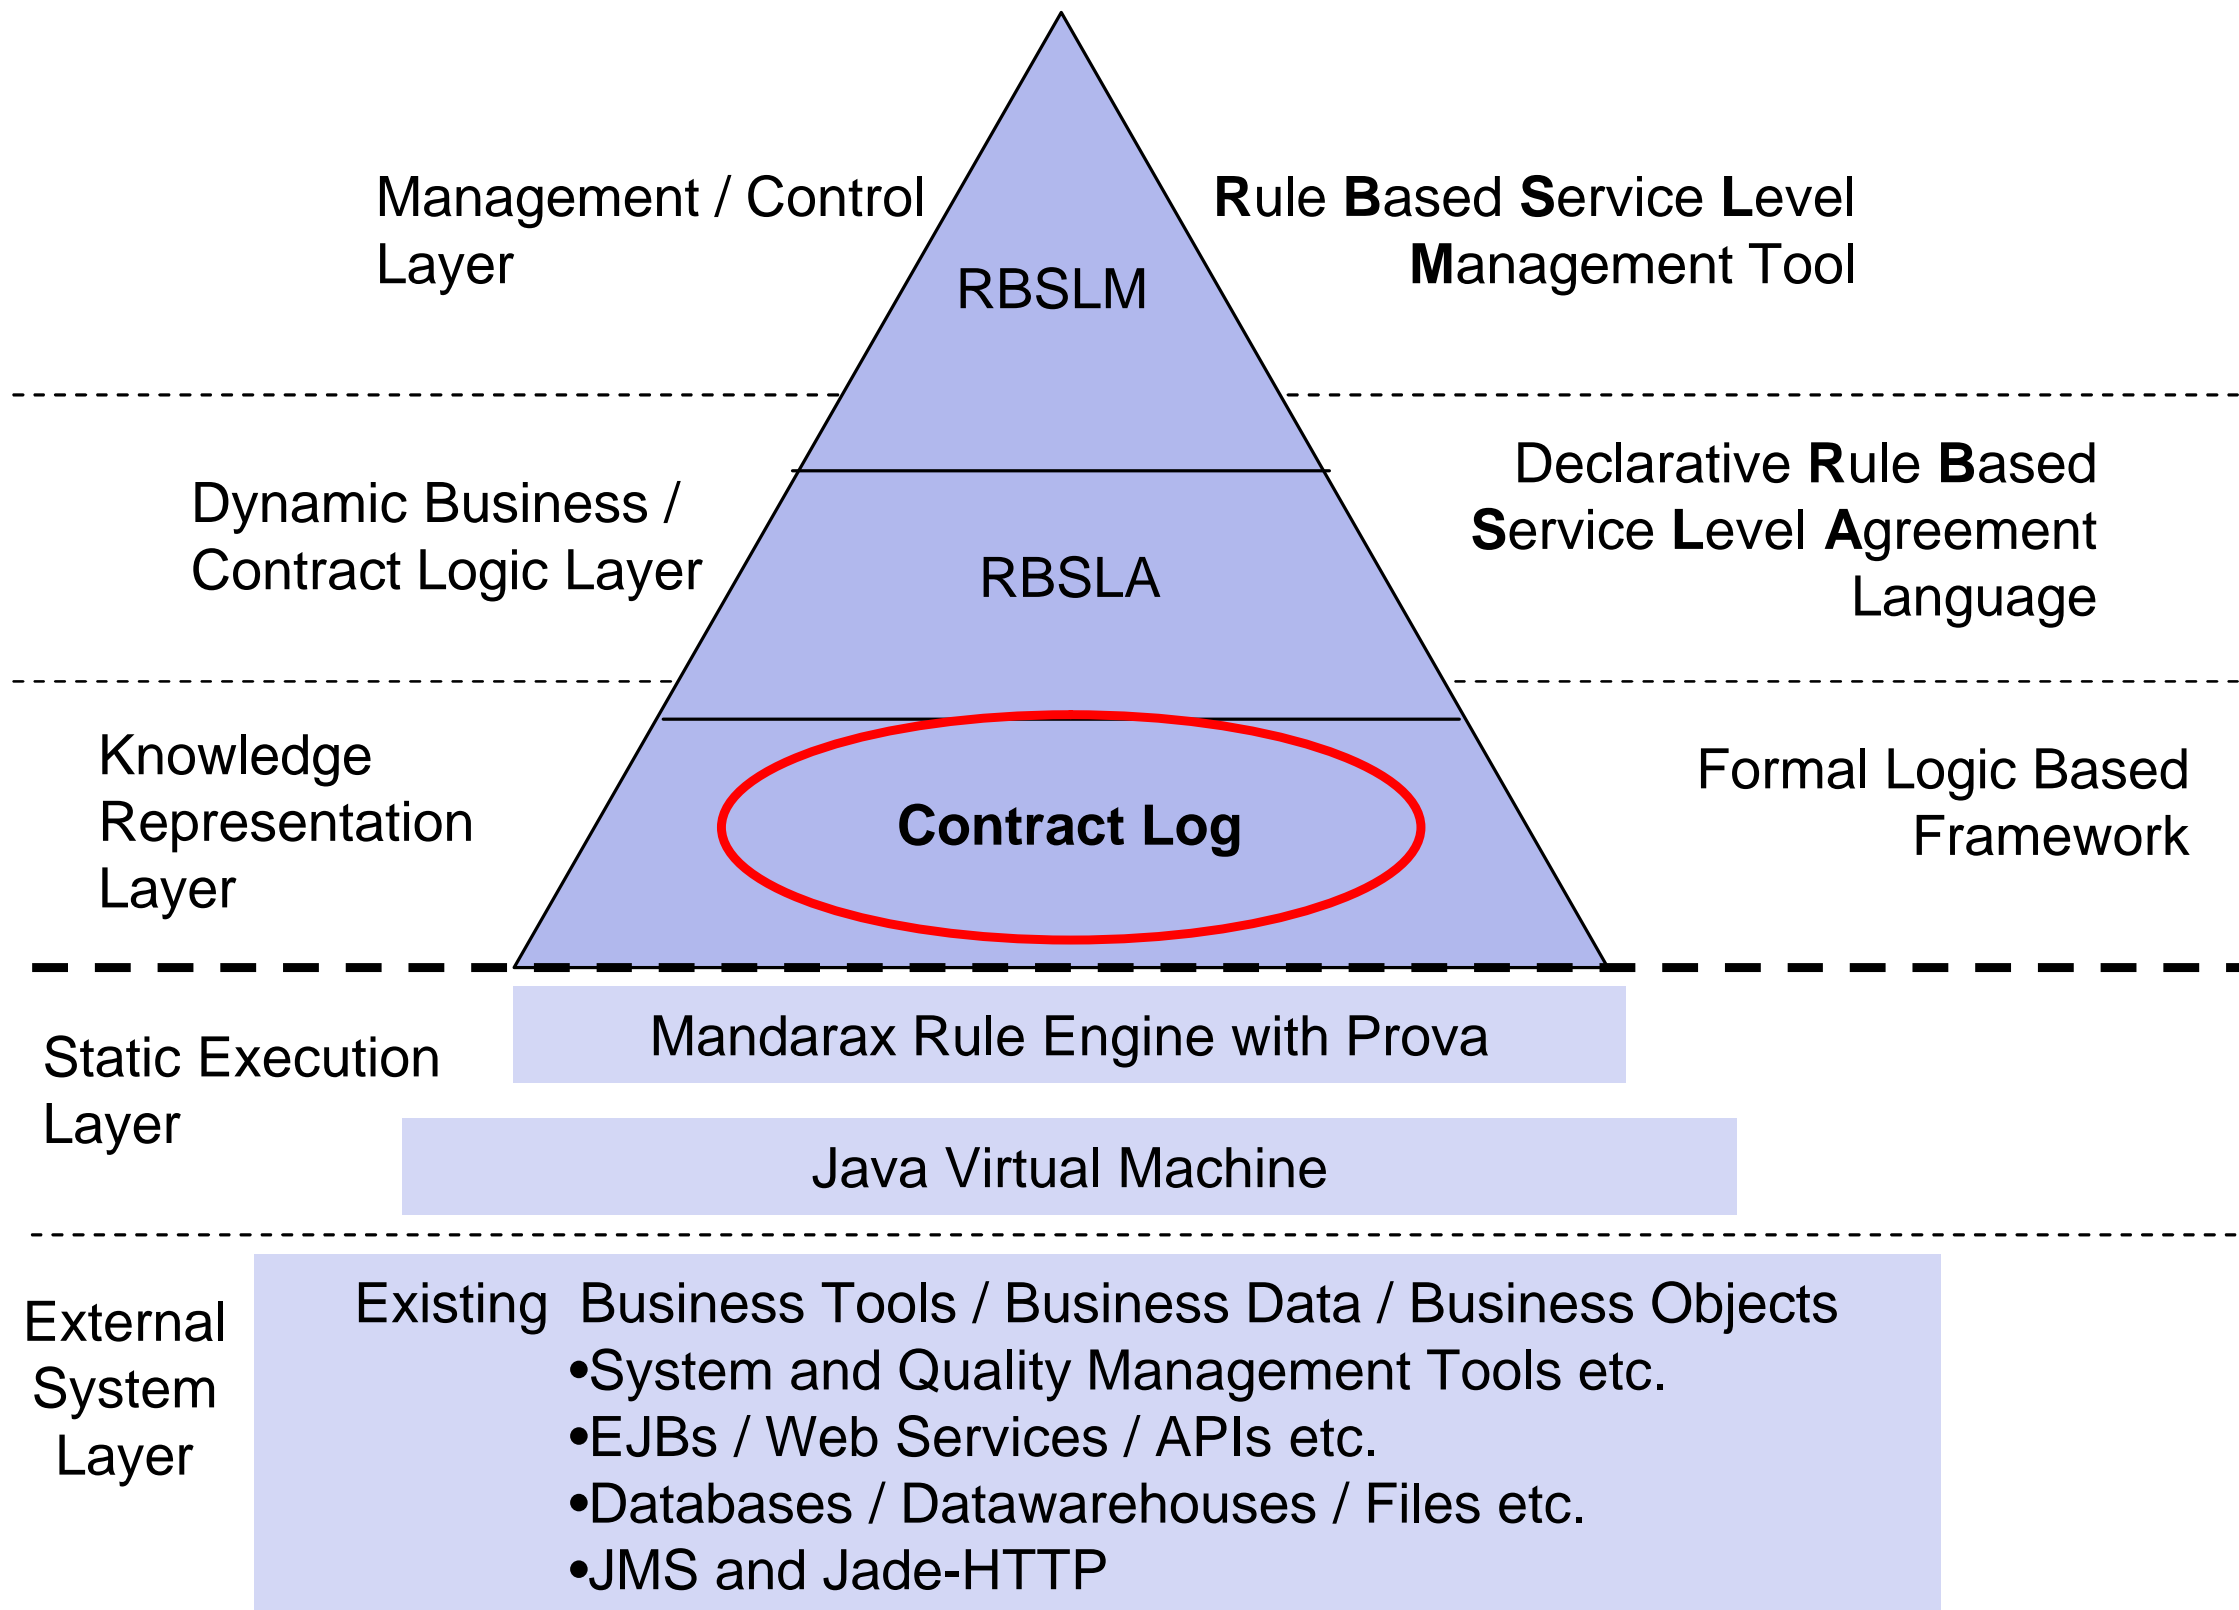 Management / Control
Layer
RBSLM
Rule Based Service Level
Management Tool
Dynamic Business /
Contract Logic Layer
RBSLA
Declarative Rule Based
Service Level Agreement
Language
Knowledge
Representation
Layer
Contract Log
Formal Logic Based
Framework
Static Execution
Layer
Mandarax Rule Engine with Prova
Java Virtual Machine
External
System
Layer
Existing  Business Tools / Business Data / Business Objects
•System and Quality Management Tools etc.
•EJBs / Web Services / APIs etc.
•Databases / Datawarehouses / Files etc.
•JMS and Jade-HTTP